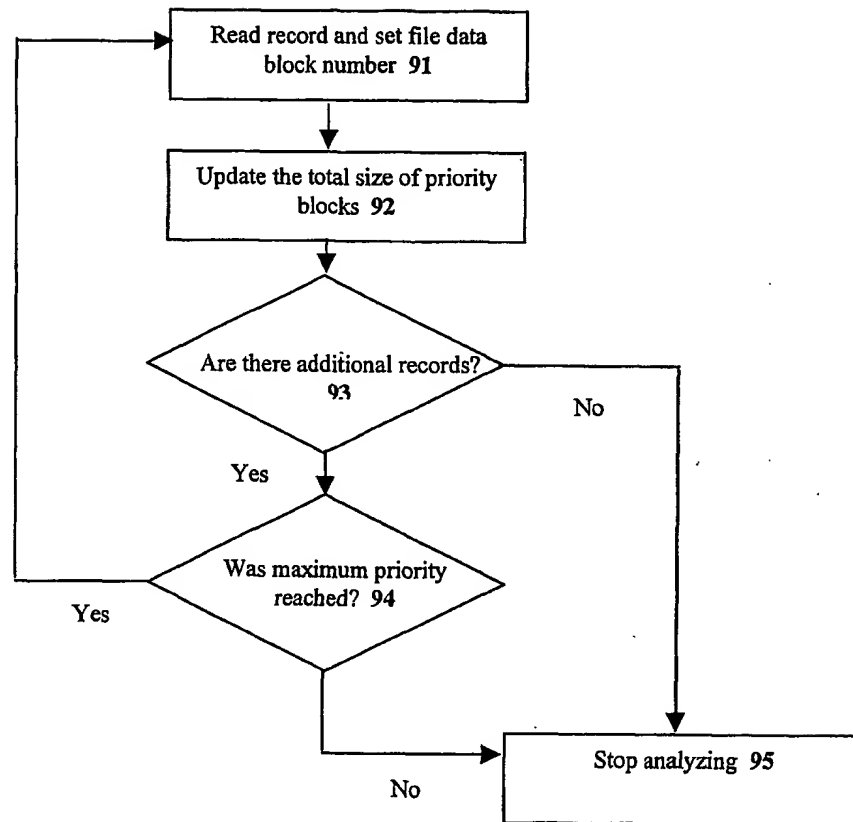 Read record and set file data
block number 91
Update the total size of priority
blocks 92
Are there additional records?
93
No
Yes
Was maximum priority
reached? 94
Yes
Stop analyzing 95
No